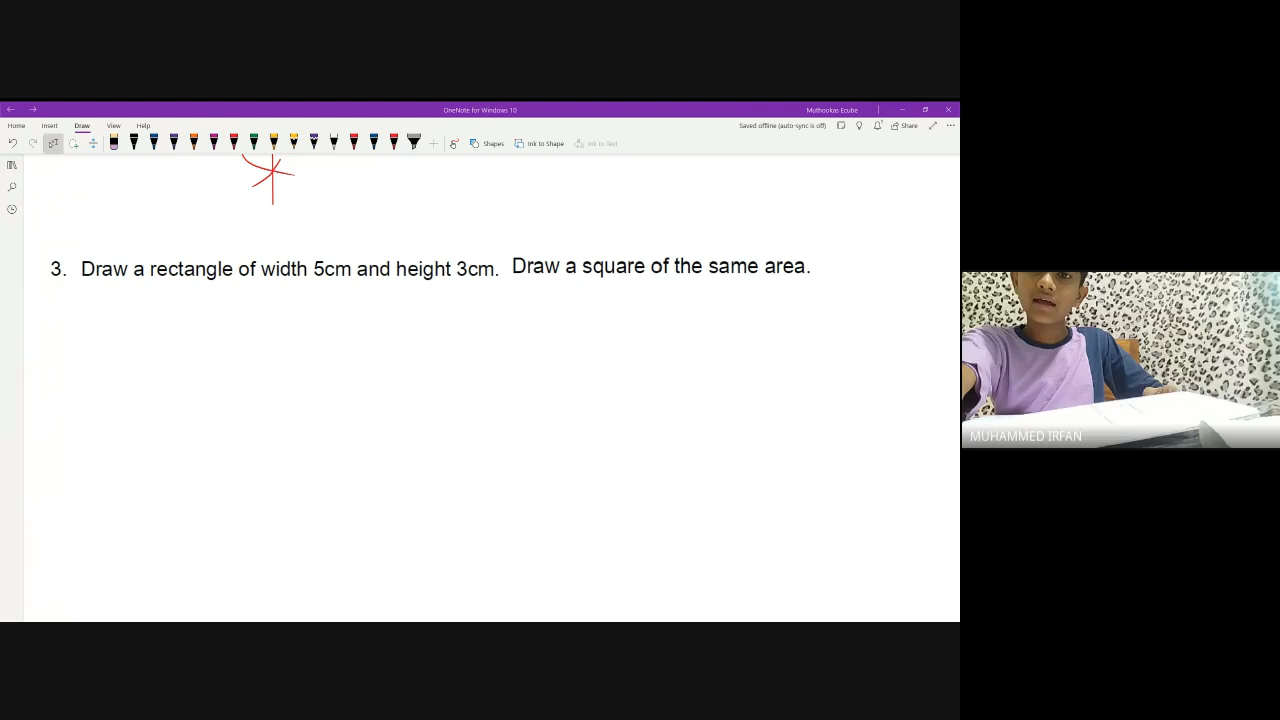 OneNote for Windows 10
Muthookas Ecube
Home Insert Draw View Help
Saved offline (auto-sync is off)
Share
Shapes
Ink to Shape
Ink to Text
3. Draw a rectangle of width 5cm and height 3cm. Draw a square of the same area.
MUHAMMED IRFAN